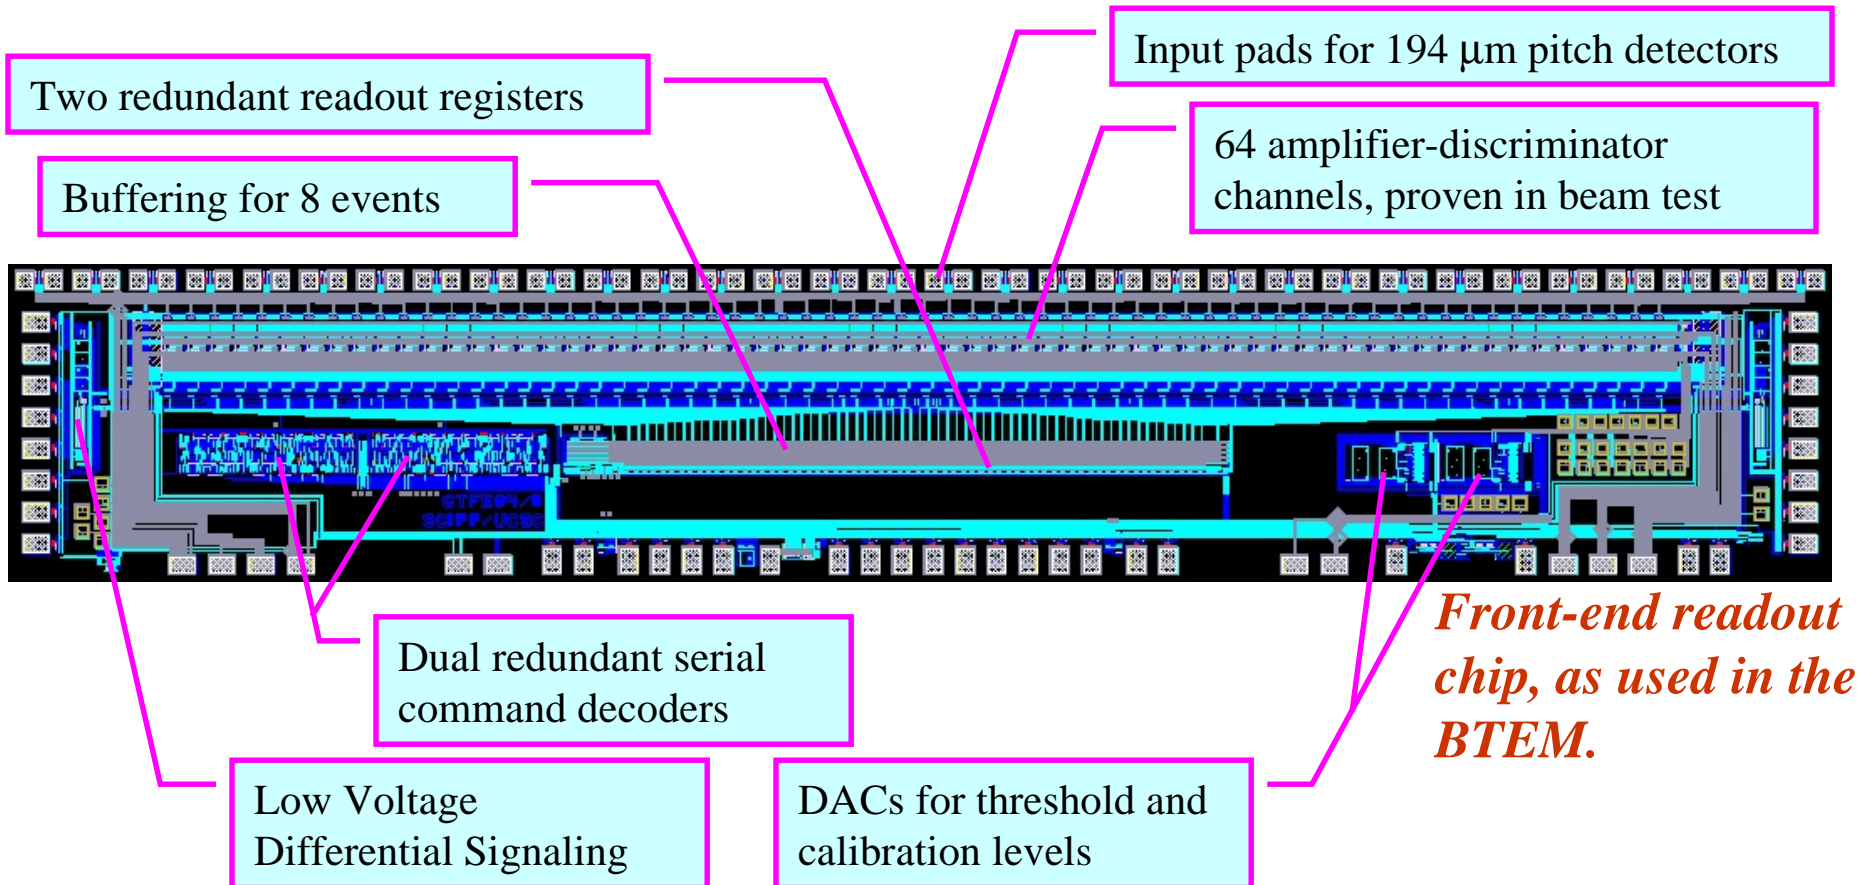 Input pads for 194 μm pitch detectors
Two redundant readout registers
64 amplifier-discriminator
channels, proven in beam test
Buffering for 8 events
Dual redundant serial
command decoders
Front-end readout
chip, as used in the
BTEM.
Low Voltage
Differential Signaling
DACs for threshold and
calibration levels